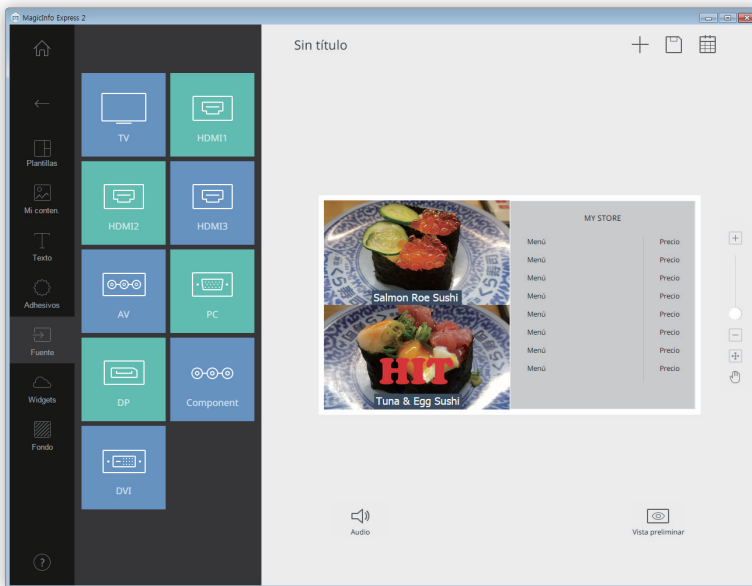 MagicInfo Express 2
Sin título
Plantillas
Mi conten.
Texto
Adhesivos
Fuente
Widgets
Fondo
?
TV
HDMI1
HDMI2
HDMI3
AV
PC
DP
Component
DVI
Salmon Roe Sushi
HIT
Tuna & Egg Sushi
MY STORE
Menú Precio
Menú Precio
Menú Precio
Menú Precio
Menú Precio
Menú Precio
Menú Precio
Menú Precio
Audio
Vista preliminar